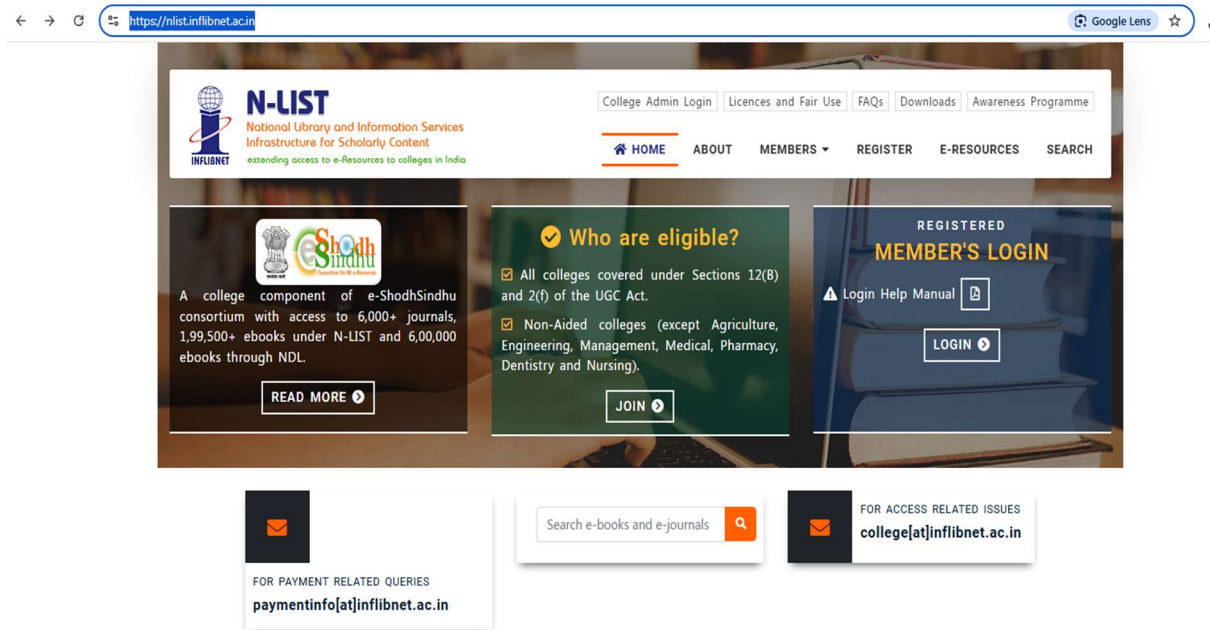 https://nlist.inflibnet.ac.in
Google Lens
INFLIBNET
N-LIST
National Library and Information Services
Infrastructure for Scholarly Content
extending access to e-Resources to colleges in India
College Admin Login
Licences and Fair Use
FAQs
Downloads
Awareness Programme
HOME
ABOUT
MEMBERS
REGISTER
E-RESOURCES
SEARCH
e-Shodh
Sindhu
A college component of e-ShodhSindhu
consortium with access to 6,000+ journals,
1,99,500+ ebooks under N-LIST and 6,00,000
ebooks through NDL.
READ MORE
Who are eligible?
All colleges covered under Sections 12(B)
and 2(f) of the UGC Act.
Non-Aided colleges (except Agriculture,
Engineering, Management, Medical, Pharmacy,
Dentistry and Nursing).
JOIN
REGISTERED
MEMBER'S LOGIN
Login Help Manual
LOGIN
FOR PAYMENT RELATED QUERIES
paymentinfo[at]inflibnet.ac.in
Search e-books and e-journals
FOR ACCESS RELATED ISSUES
college[at]inflibnet.ac.in